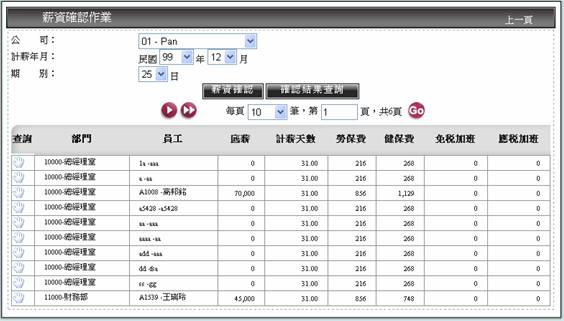 薪資確認作業 上一頁
公 司： 01 - Pan
計薪年月： 民國 99 年 12 月
期 別： 25 日
薪資確認 確認結果查詢
每頁 10 筆，第 1 頁，共6頁 Go
查詢 部門 員工 底薪 計薪天數 勞保費 健保費 免稅加班 應稅加班
10000-總經理室 1a -aaa 0 31.00 216 268 0 0
10000-總經理室 a -aa 0 31.00 216 268 0 0
10000-總經理室 A1008 -高邦銘 70,000 31.00 856 1,129 0 0
10000-總經理室 a5428 -a5428 0 31.00 216 268 0 0
10000-總經理室 aa -aaa 0 31.00 216 268 0 0
10000-總經理室 aaaa -aa 0 31.00 216 268 0 0
10000-總經理室 add -aaa 0 31.00 216 268 0 0
10000-總經理室 0 31.00 216 268 0 0
10000-總經理室 0 31.00 216 268 0 0
11000-財務部 A1539 -王瑞玲 45,000 31.00 856 748 0 0